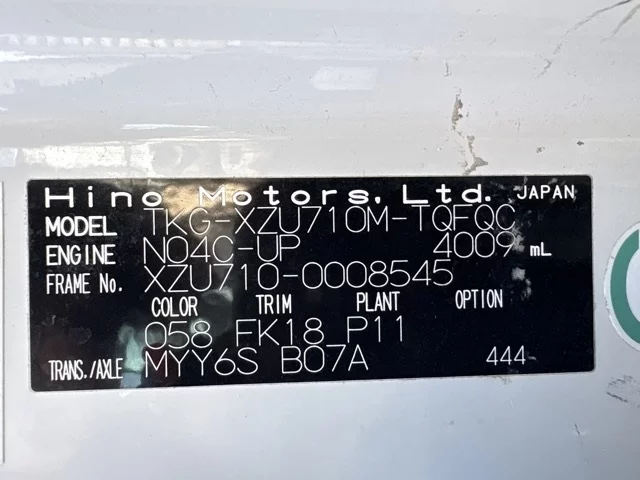 Hino Motors, Ltd. JAPAN
MODEL TKG-XZU710M-TQFQC
ENGINE N04C-UP 4009 mL
FRAME No. XZU710-0008545
COLOR TRIM PLANT OPTION
058 FK18 P11
TRANS./AXLE MYY6S B07A 444